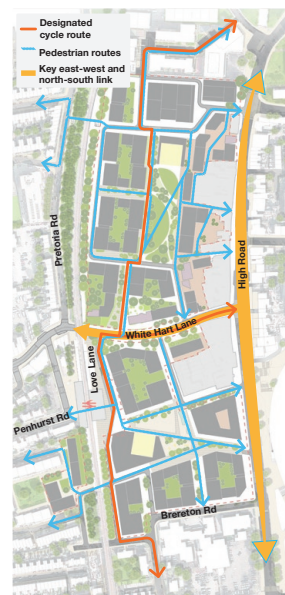 Designated
cycle route
Pedestrian routes
Key east-west and
north-south link
Pretoria Rd
High Road
White Hart Lane
Love Lane
Penhurst Rd
Brereton Rd